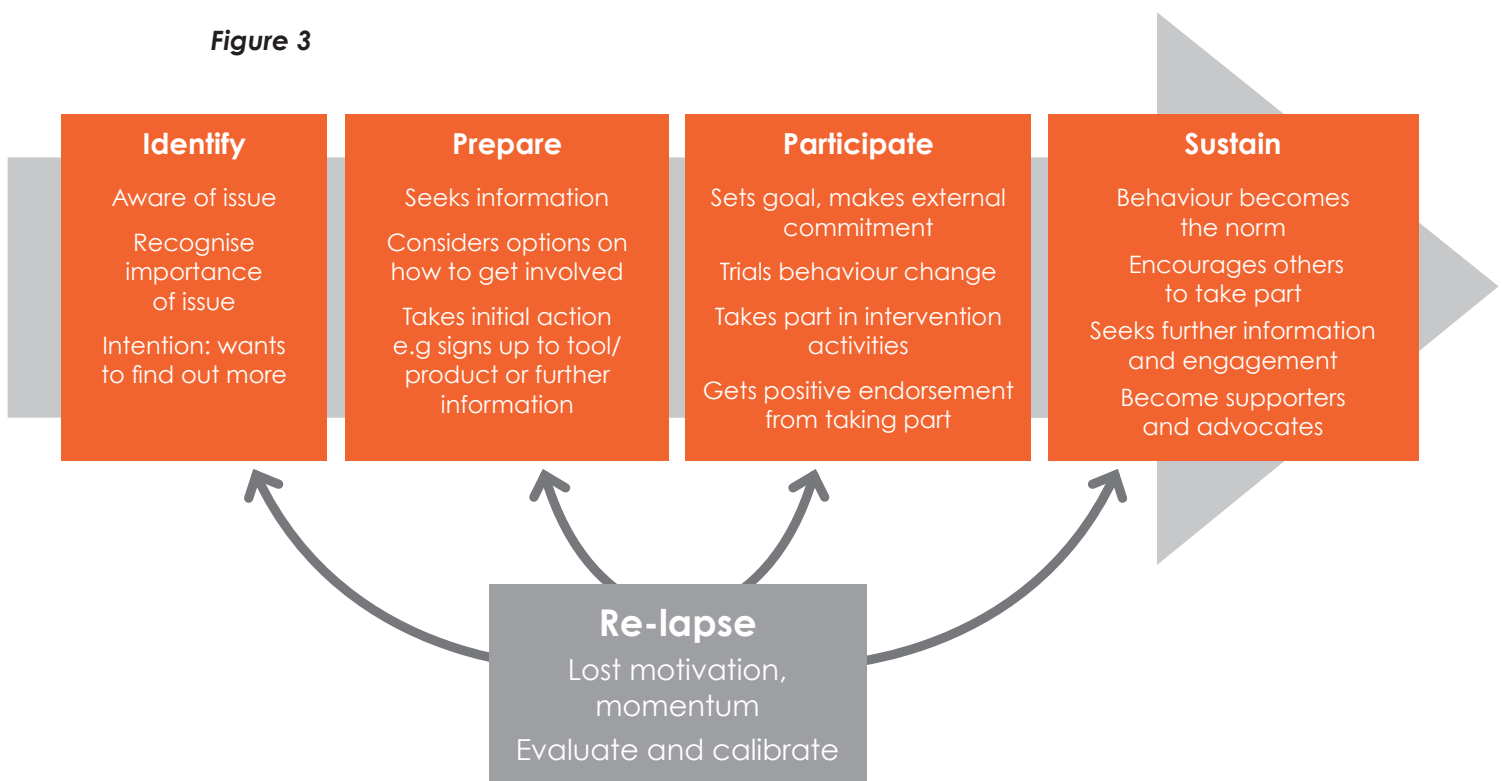 Figure 3
Identify
Aware of issue
Recognise
importance
of issue
Intention: wants
to find out more
Prepare
Seeks information
Considers options on
how to get involved
Takes initial action
e.g signs up to tool/
product or further
information
Participate
Sets goal, makes external
commitment
Trials behaviour change
Takes part in intervention
activities
Gets positive endorsement
from taking part
Sustain
Behaviour becomes
the norm
Encourages others
to take part
Seeks further information
and engagement
Become supporters
and advocates
Re-lapse
Lost motivation,
momentum
Evaluate and calibrate